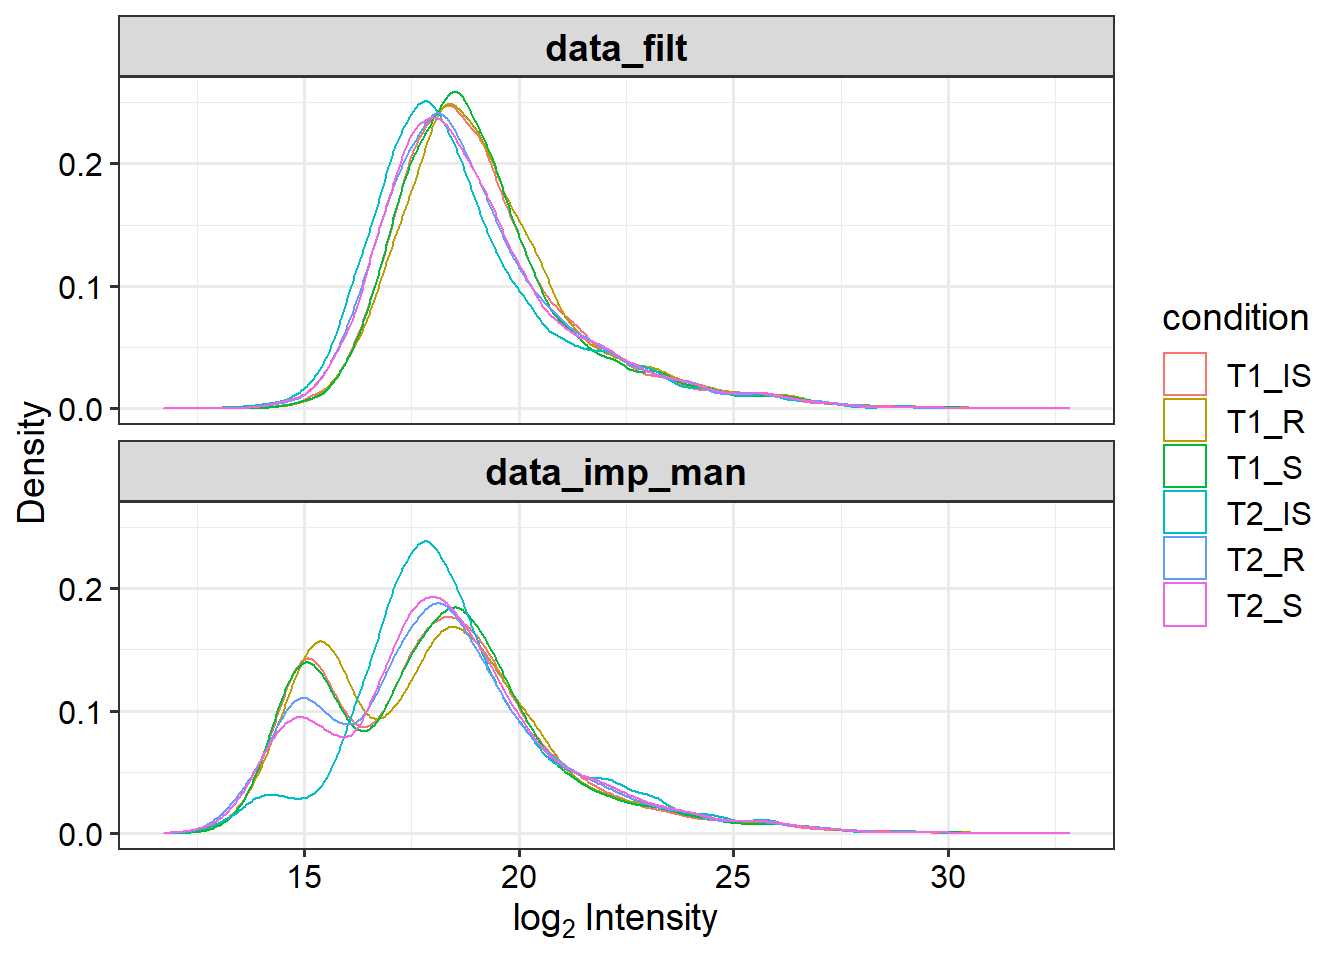 data_filt
0.2
0.1
0.0
data_imp_man
0.2
0.1
0.0
Density
15 20 25 30
log2 Intensity
condition
T1_IS
T1_R
T1_S
T2_IS
T2_R
T2_S